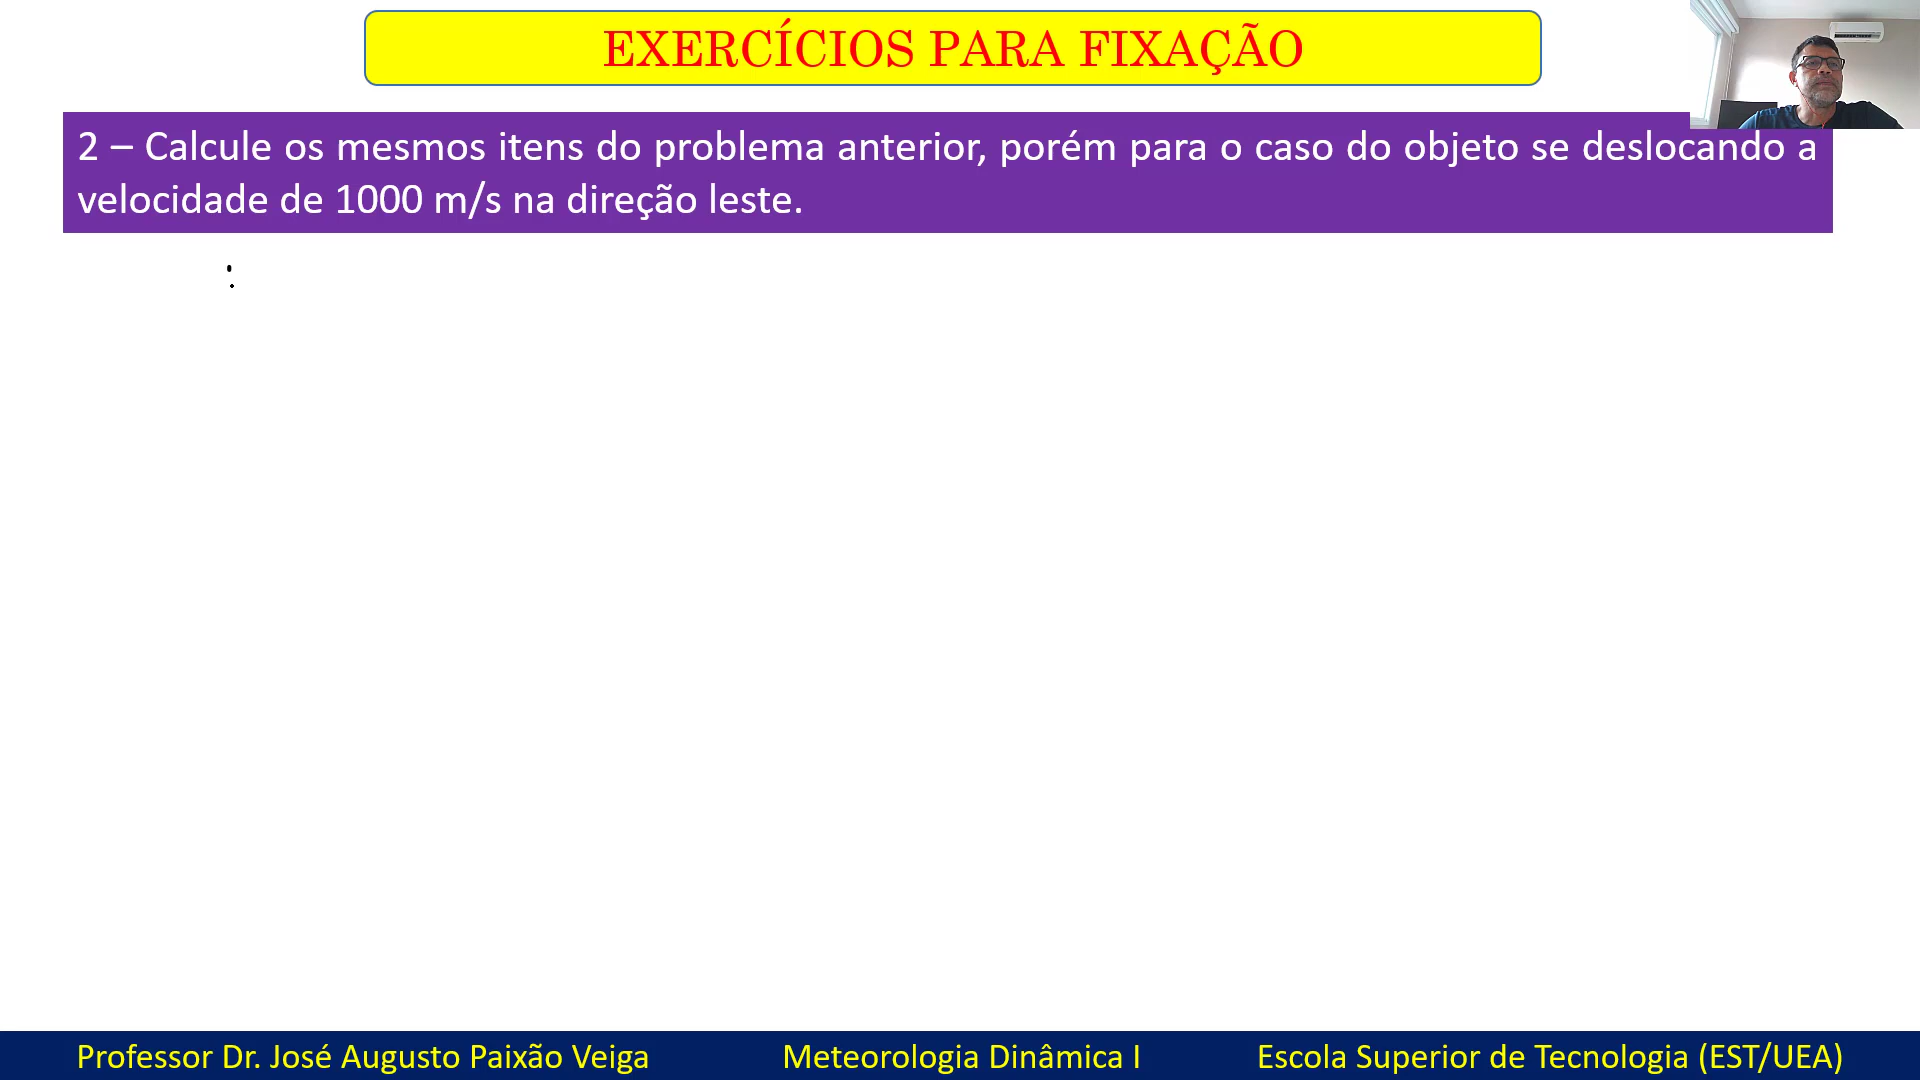 EXERCÍCIOS PARA FIXAÇÃO
2 – Calcule os mesmos itens do problema anterior, porém para o caso do objeto se deslocando a
velocidade de 1000 m/s na direção leste.
Professor Dr. José Augusto Paixão Veiga Meteorologia Dinâmica I Escola Superior de Tecnologia (EST/UEA)